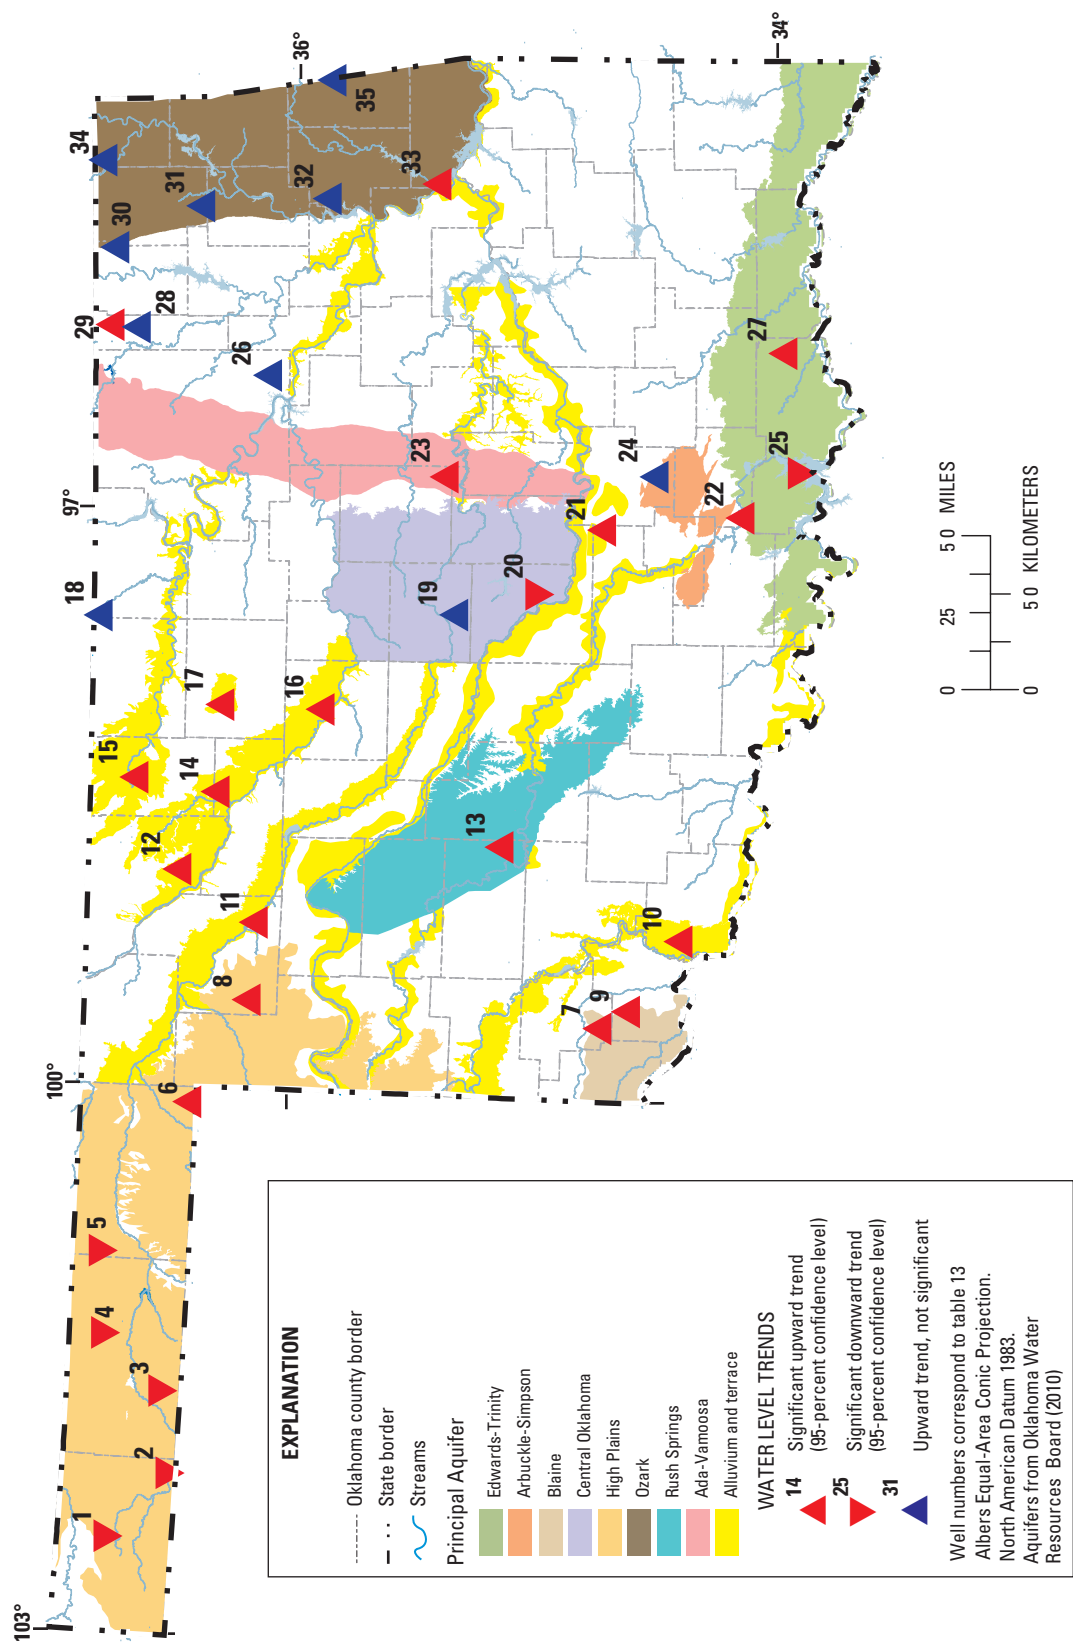 103°
100°
97°
36°
34°
1
2
3
4
5
6
7
8
9
10
11
12
13
14
15
16
17
18
19
20
21
22
23
24
25
26
27
28
29
30
31
32
33
34
35
0 25 50 MILES
0 50 KILOMETERS
EXPLANATION
Oklahoma county border
State border
Streams
Principal Aquifer
Edwards-Trinity
Arbuckle-Simpson
Blaine
Central Oklahoma
High Plains
Ozark
Rush Springs
Ada-Vamoosa
Alluvium and terrace
WATER LEVEL TRENDS
14 Significant upward trend
(95-percent confidence level)
25 Significant downward trend
(95-percent confidence level)
31 Upward trend, not significant
Well numbers correspond to table 13
Albers Equal-Area Conic Projection.
North American Datum 1983.
Aquifers from Oklahoma Water
Resources Board (2010)